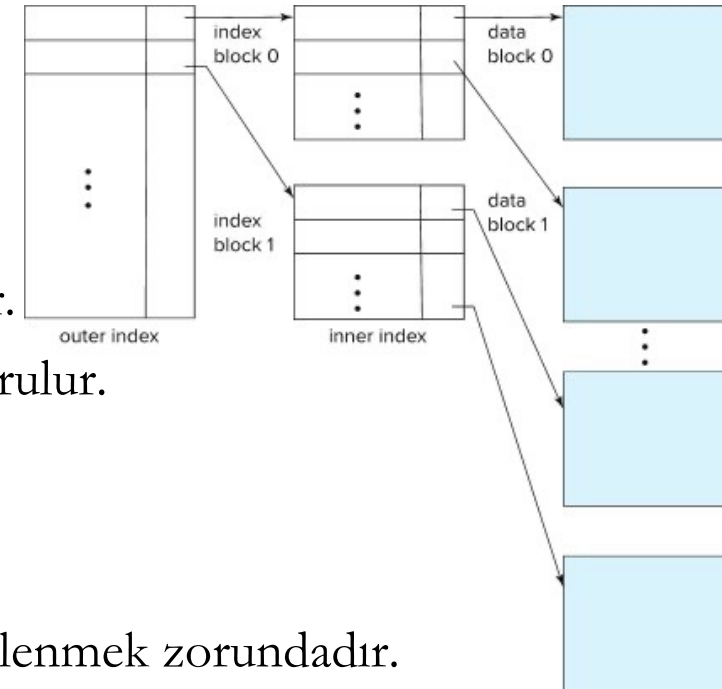 index
block 0
data
block 0
index
block 1
data
block 1
outer index
inner index
rulur.
lenmek zorundadır.